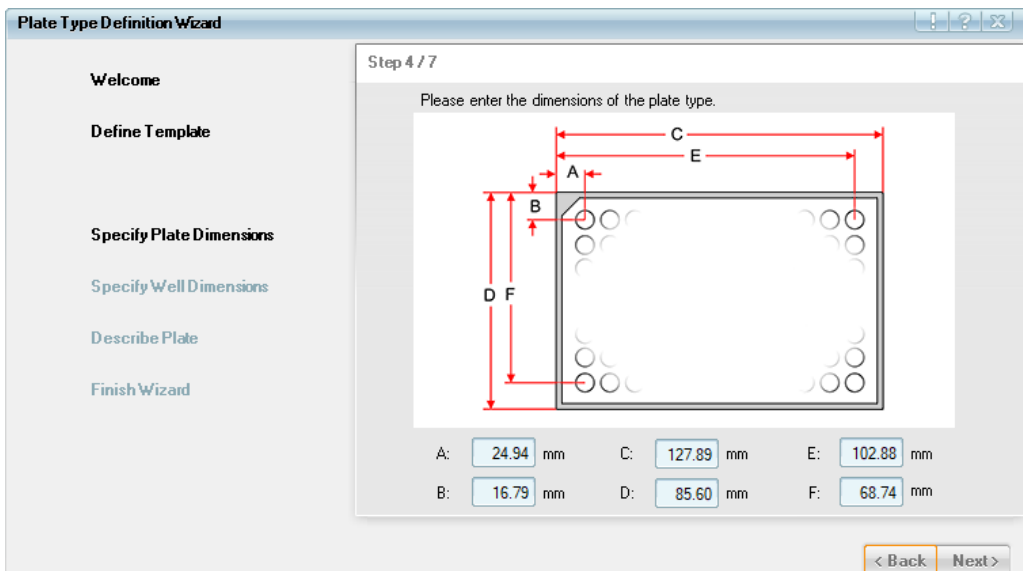 Plate Type Definition Wizard
! ? X
Welcome
Define Template
Specify Plate Dimensions
Specify Well Dimensions
Describe Plate
Finish Wizard
Step 4 / 7
Please enter the dimensions of the plate type.
C
E
A
B
D F
A: 24.94 mm C: 127.89 mm E: 102.88 mm
B: 16.79 mm D: 85.60 mm F: 68.74 mm
< Back Next >